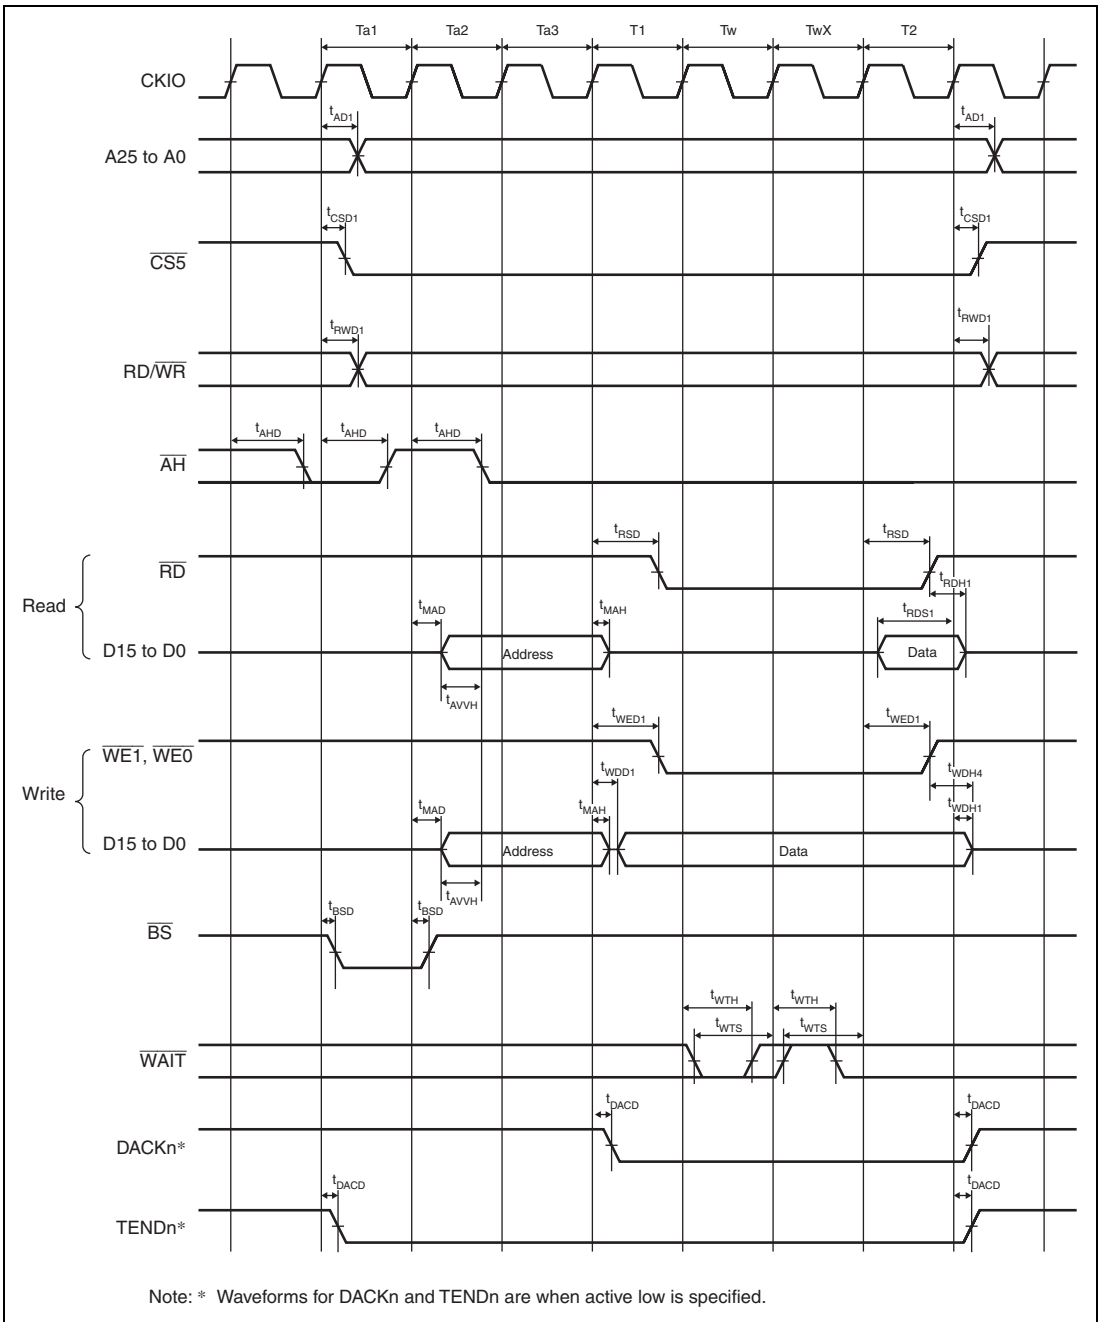 Ta1 Ta2 Ta3 T1 Tw TwX T2
CKIO
tAD1 tAD1
A25 to A0
tCSD1 tCSD1
CS5
tRWD1 tRWD1
RD/WR
tAHD tAHD tAHD
AH
tRSD tRSD
RD
tRDH1
Read
tMAD tMAH tRDS1
D15 to D0 Address Data
tAVVH
tWED1 tWED1
WE1, WE0
tWDD1 tWDH4
Write
tMAD tMAH tWDH1
D15 to D0 Address Data
tAVVH
tBSD tBSD
BS
tWTH tWTH
tWTS tWTS
WAIT
tDACD tDACD
DACKn*
tDACD tDACD
TENDn*
Note: * Waveforms for DACKn and TENDn are when active low is specified.